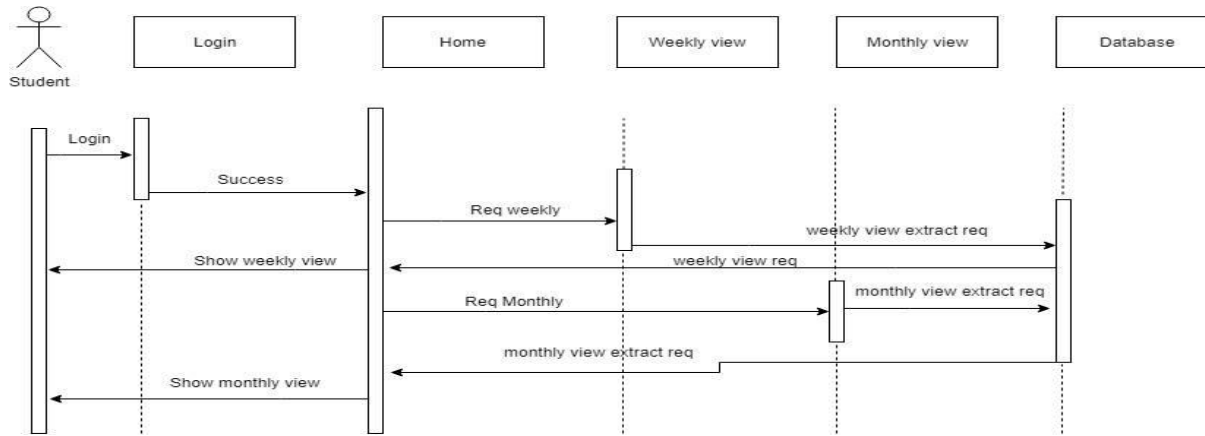 Login
Home
Weekly view
Monthly view
Database
Student
Login
Success
Req weekly
weekly view extract req
Show weekly view
weekly view req
Req Monthly
monthly view extract req
monthly view extract req
Show monthly view